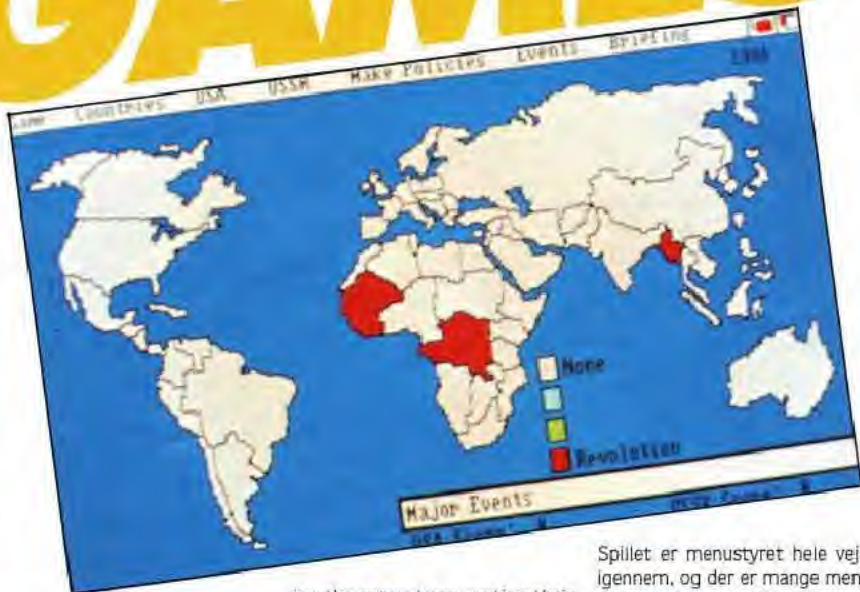 GAMES
Countries USA USSR Make Policies Events Briefing
None
Revolution
Major Events
Spillet er menustyret hele vej
igennem, og der er mange men